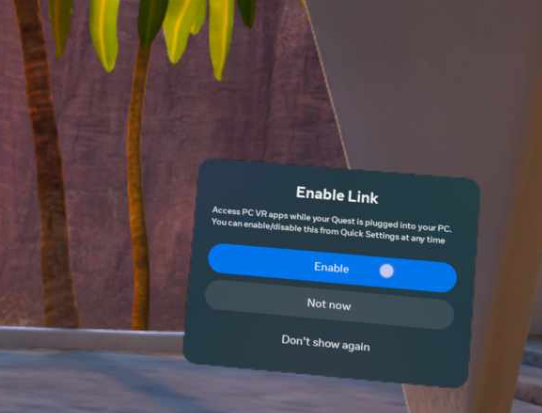 Enable Link
Access PC VR apps while your Quest is plugged into your PC.
You can enable/disable this from Quick Settings at any time
Enable
Not now
Don't show again